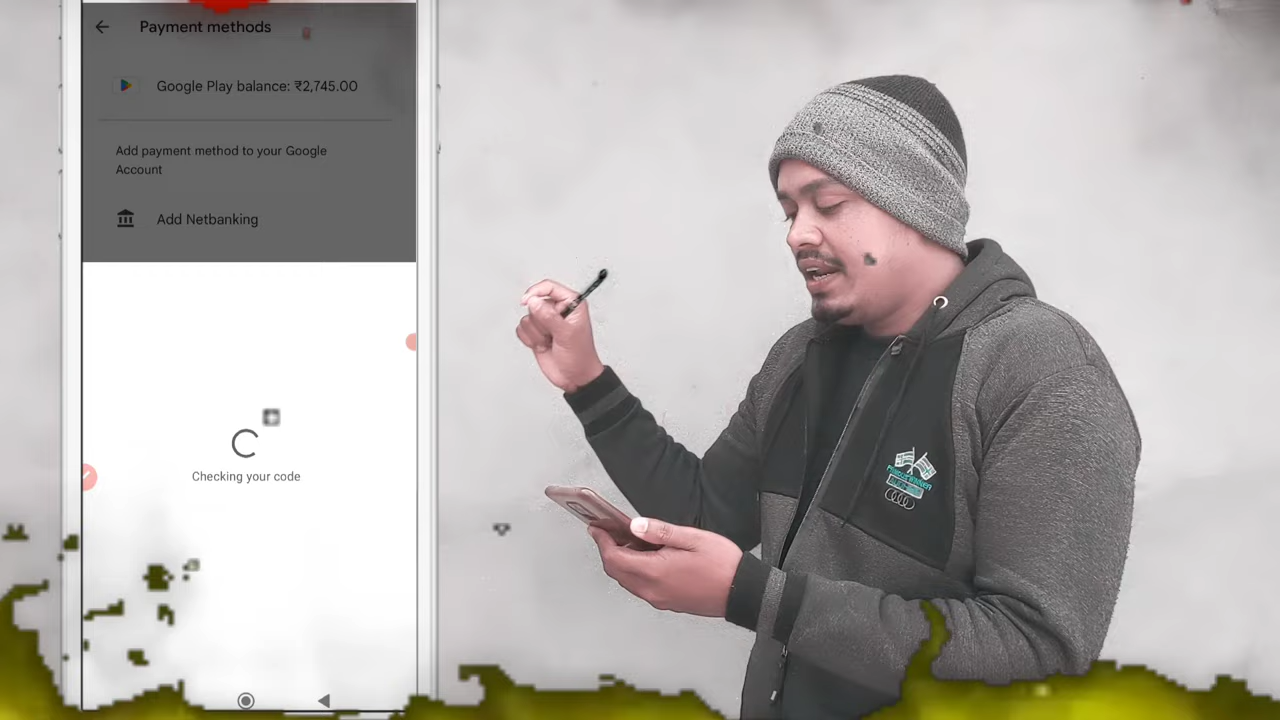 Payment methods
Google Play balance: ₹2,745.00
Add payment method to your Google
Account
Add Netbanking
Checking your code